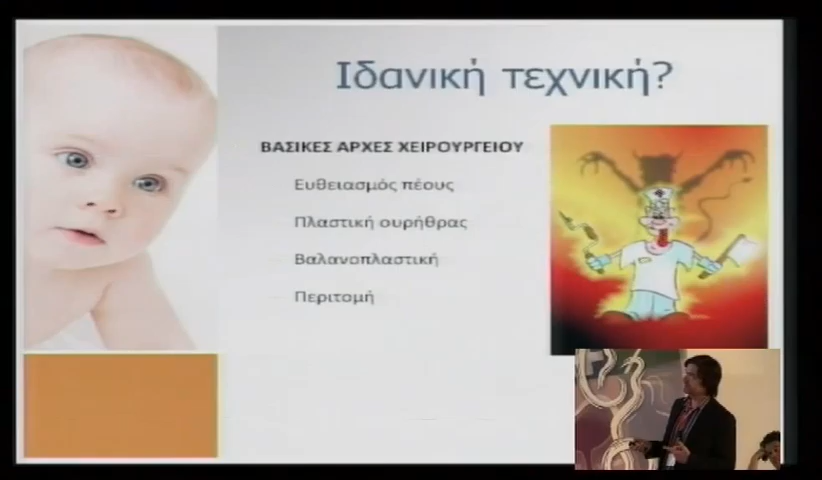 Ιδανική τεχνική?
ΒΑΣΙΚΕΣ ΑΡΧΕΣ ΧΕΙΡΟΥΡΓΕΙΟΥ
Ευθειασμός πέους
Πλαστική ουρήθρας
Βαλανοπλαστική
Περιτομή